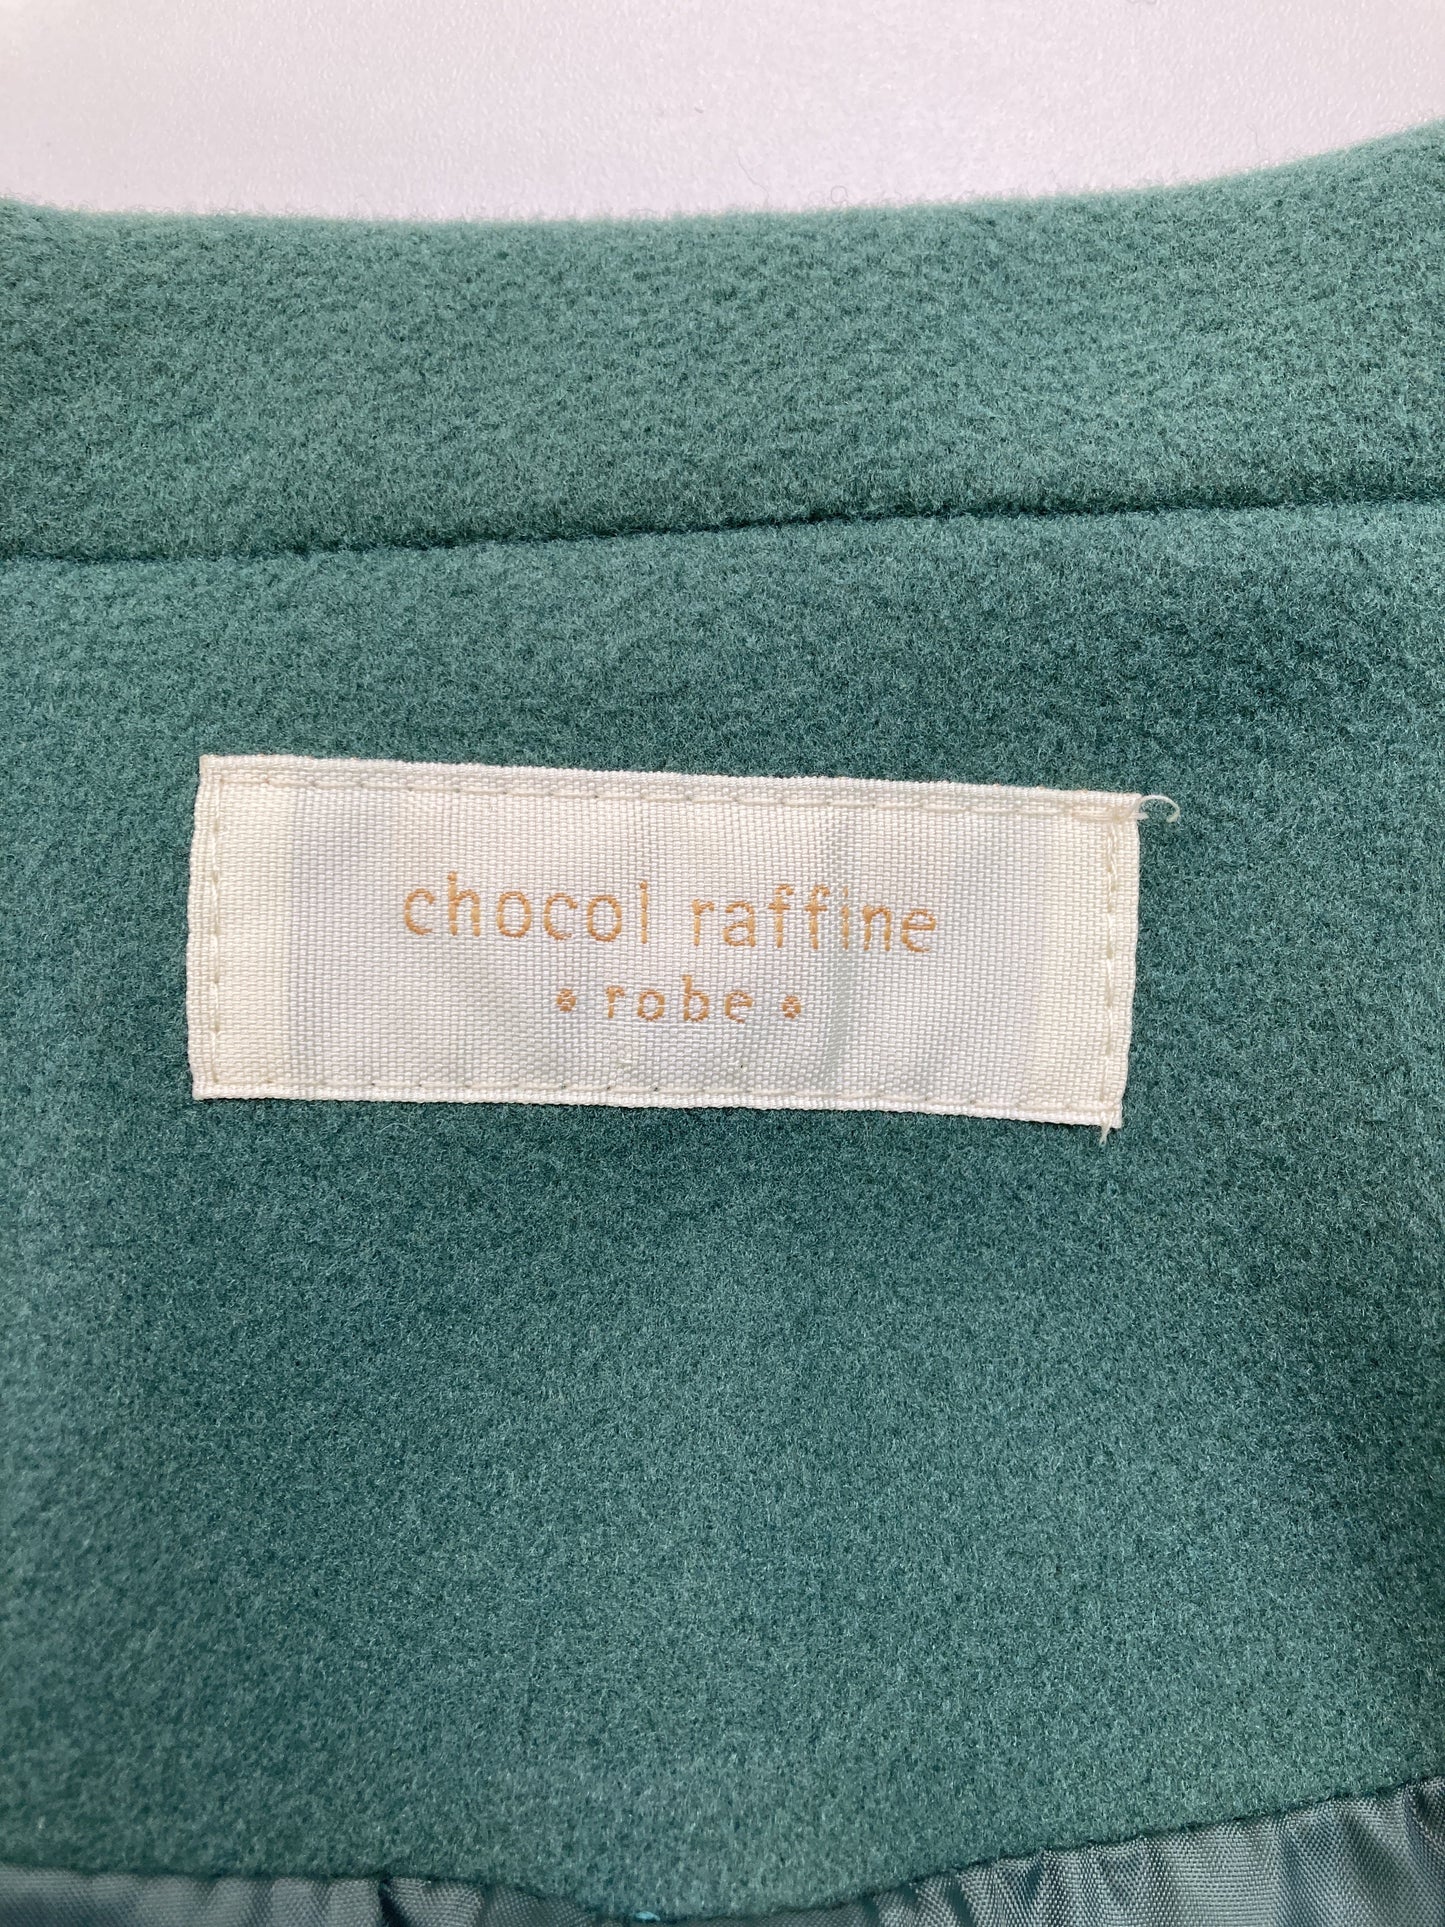 chocol raffine
• robe •